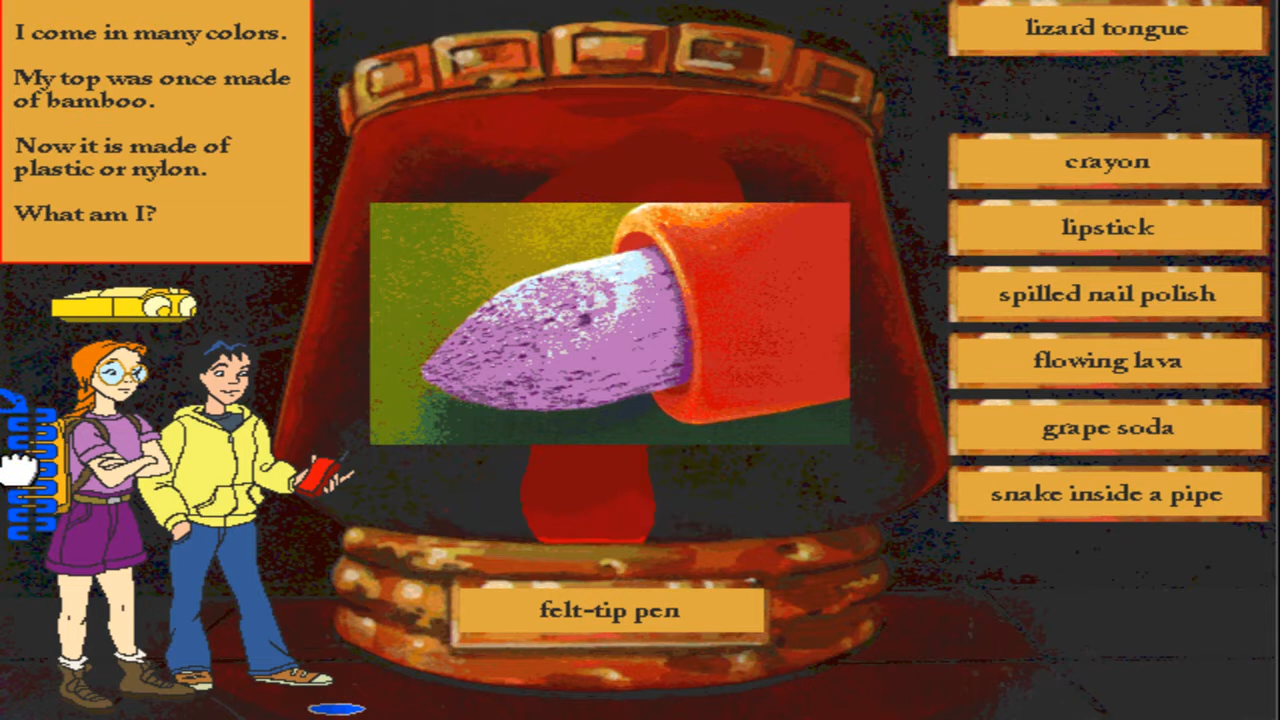 I come in many colors.
My top was once made
of bamboo.
Now it is made of
plastic or nylon.
What am I?
lizard tongue
crayon
lipstick
spilled nail polish
flowing lava
grape soda
snake inside a pipe
felt-tip pen